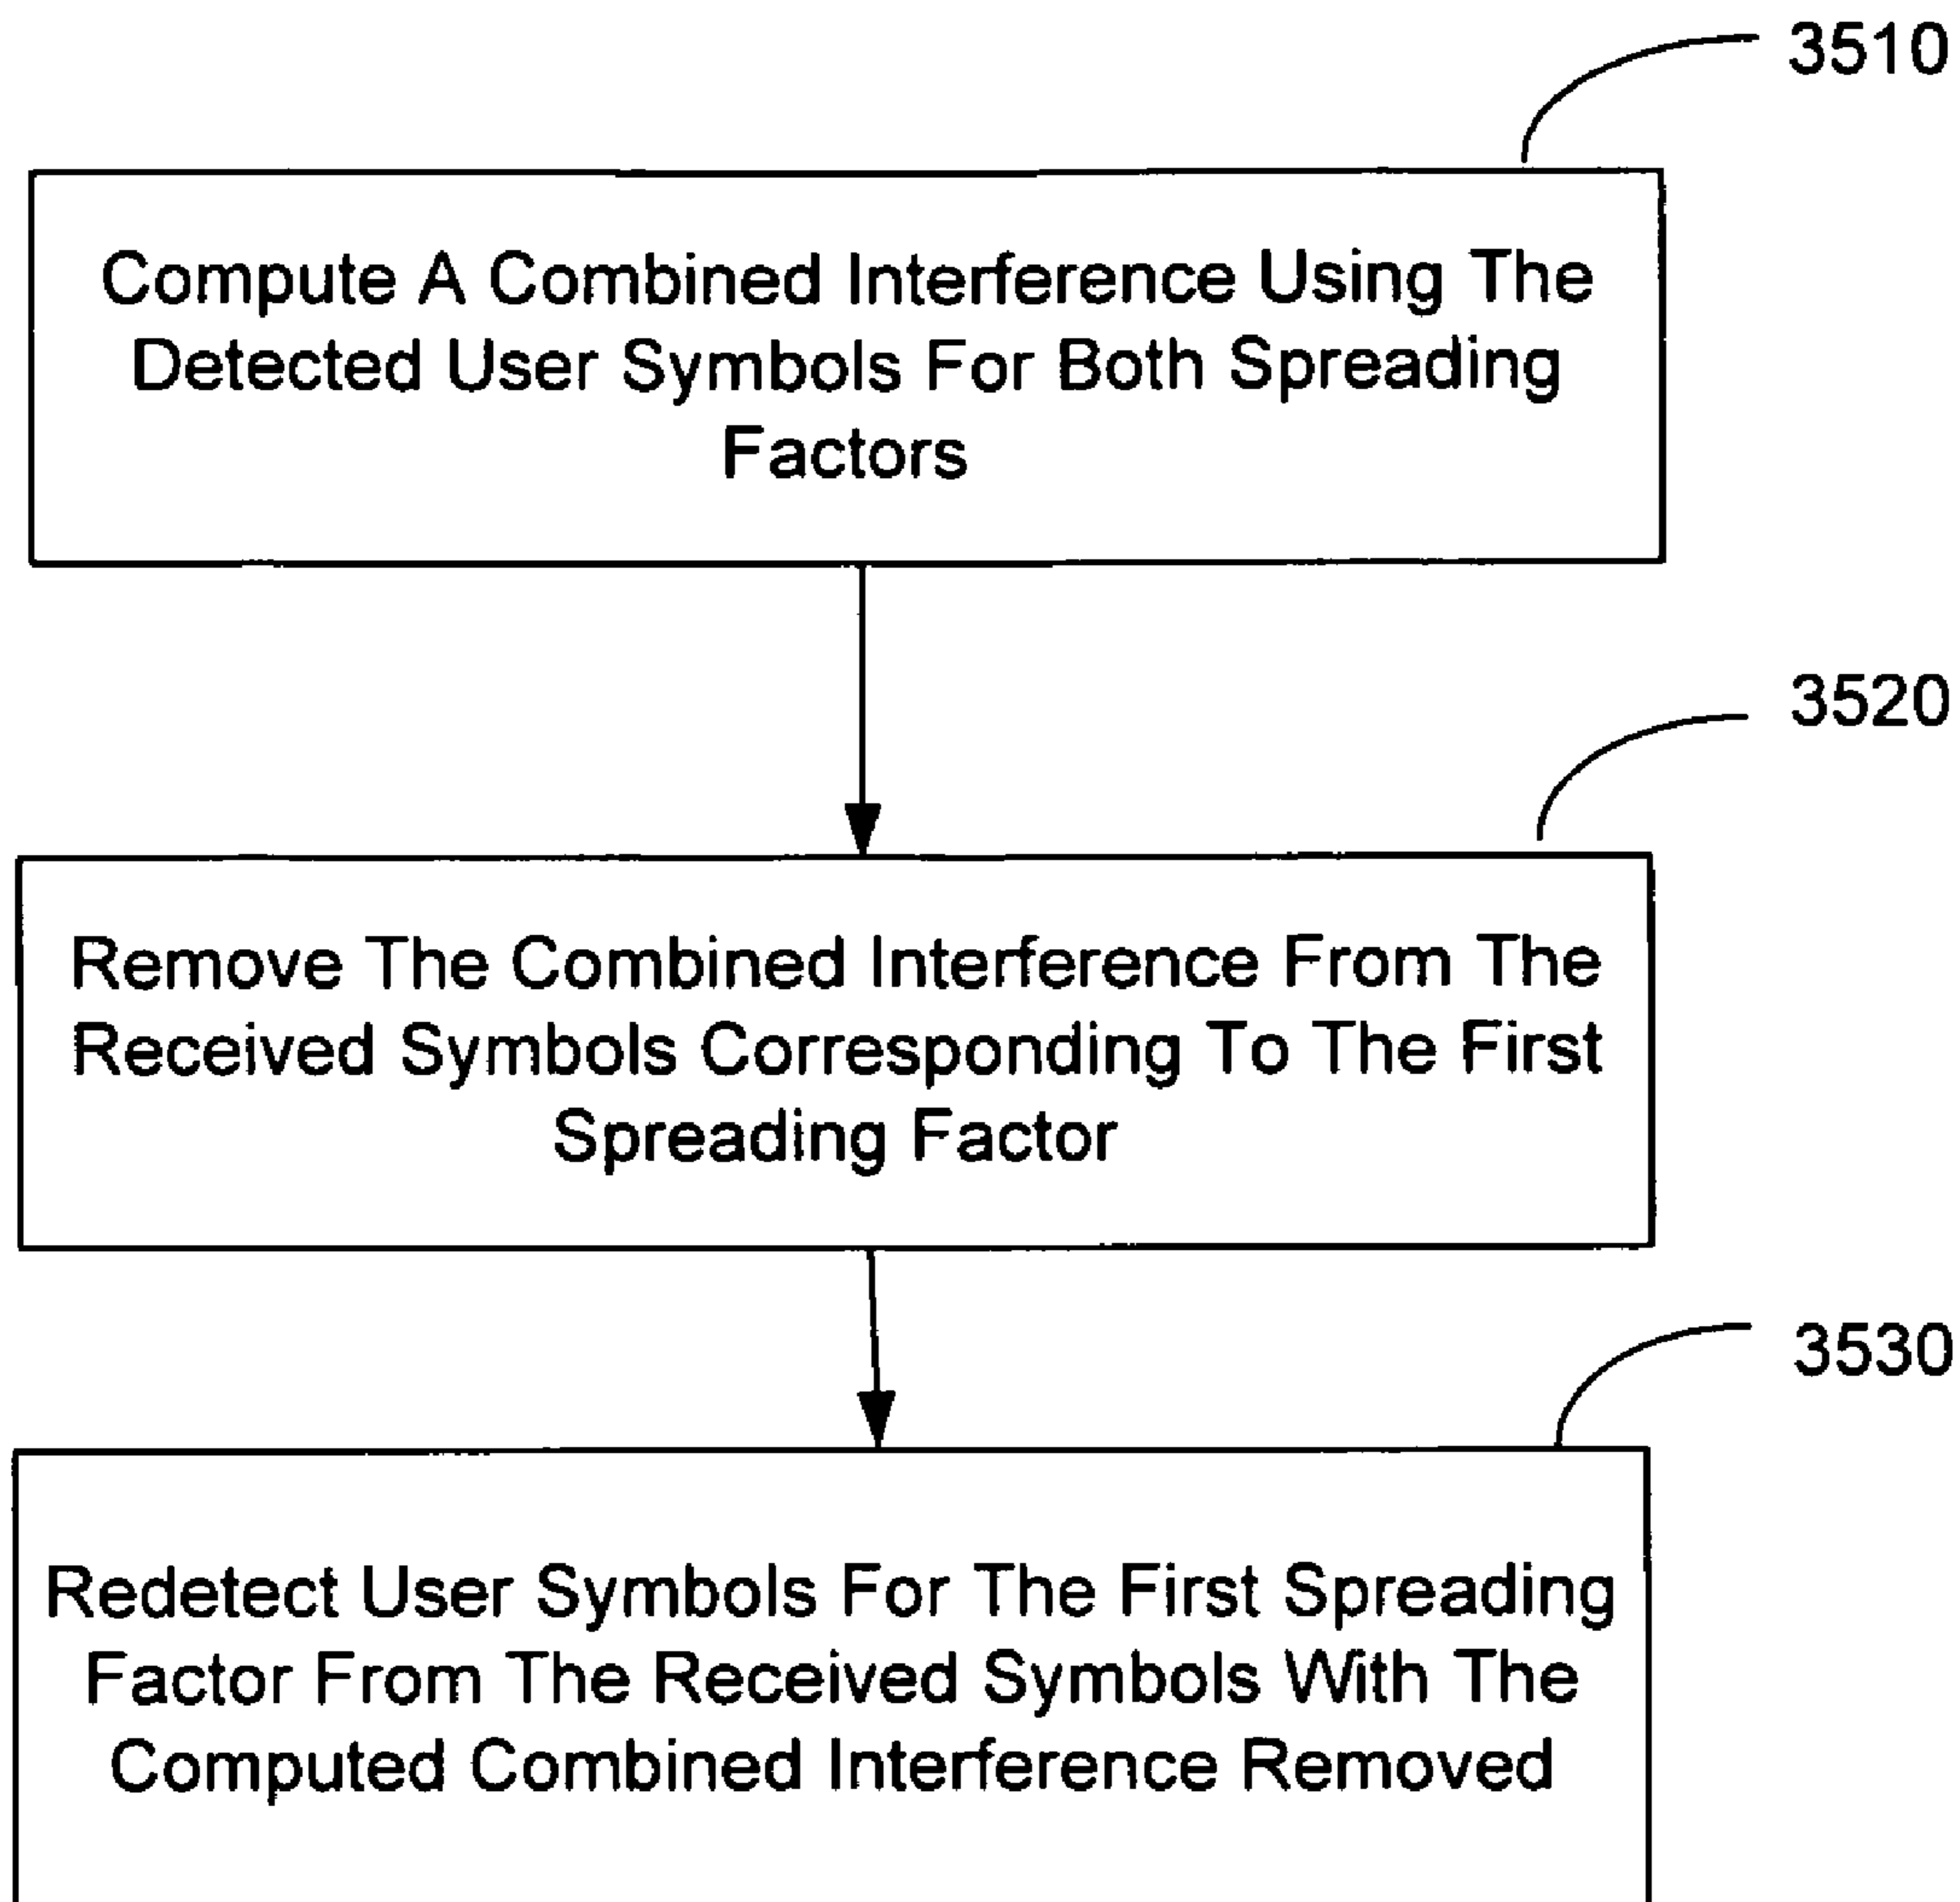 3510
Compute A Combined Interference Using The
Detected User Symbols For Both Spreading
Factors
3520
Remove The Combined Interference From The
Received Symbols Corresponding To The First
Spreading Factor
3530
Redetect User Symbols For The First Spreading
Factor From The Received Symbols With The
Computed Combined Interference Removed